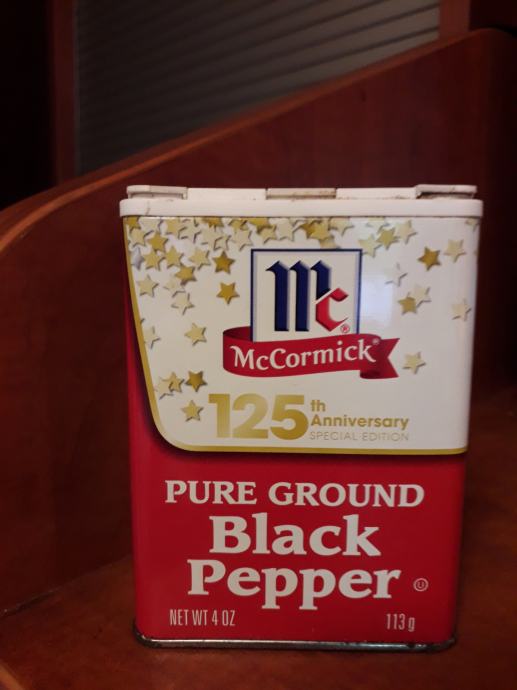 Mc®
McCormick®
125th Anniversary
SPECIAL EDITION
PURE GROUND
Black
Pepper Ⓤ
NET WT 4 OZ 113g